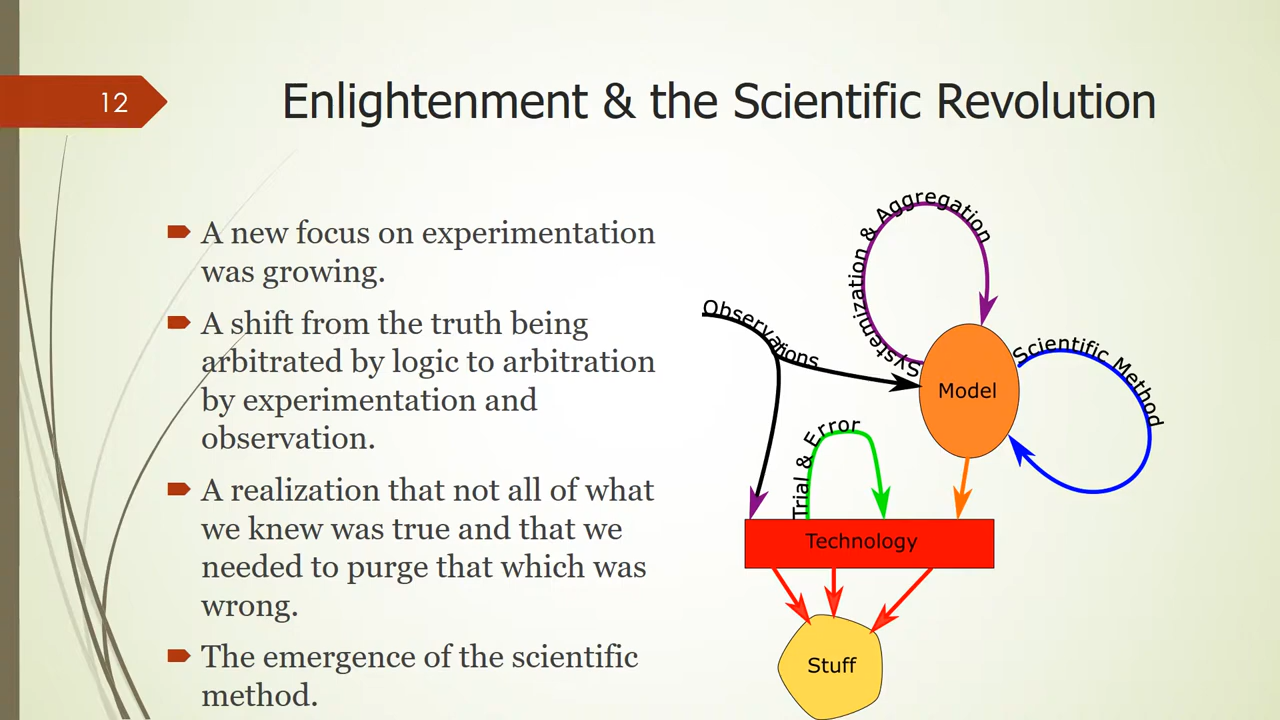 12
Enlightenment & the Scientific Revolution
A new focus on experimentation
was growing.
A shift from the truth being
arbitrated by logic to arbitration
by experimentation and
observation.
A realization that not all of what
we knew was true and that we
needed to purge that which was
wrong.
The emergence of the scientific
method.
Systemization & Aggregation
Observations
Scientific Method
Model
Trial & Error
Technology
Stuff